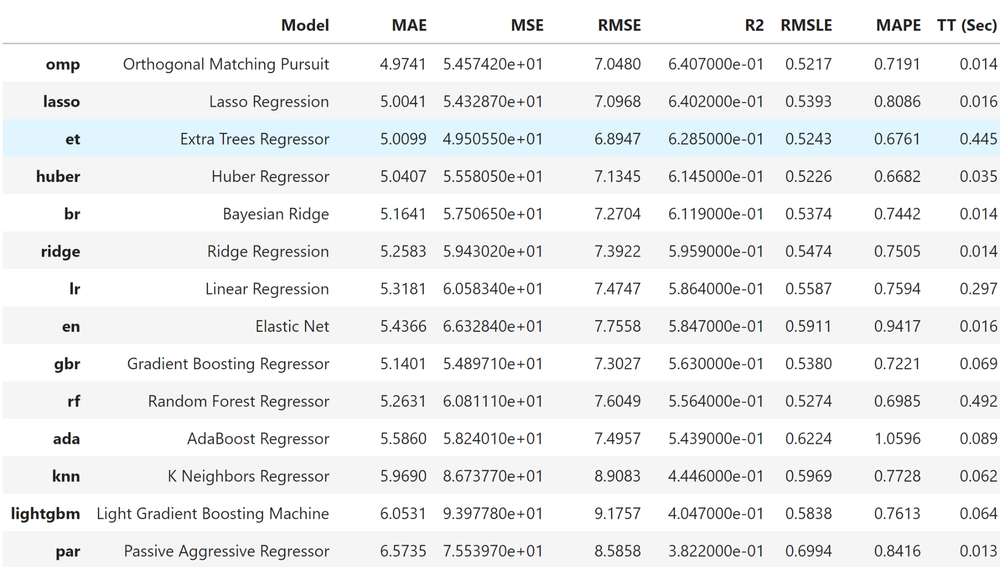 Model MAE MSE RMSE R2 RMSLE MAPE TT (Sec)
omp Orthogonal Matching Pursuit 4.9741 5.457420e+01 7.0480 6.407000e-01 0.5217 0.7191 0.014
lasso Lasso Regression 5.0041 5.432870e+01 7.0968 6.402000e-01 0.5393 0.8086 0.016
et Extra Trees Regressor 5.0099 4.950550e+01 6.8947 6.285000e-01 0.5243 0.6761 0.445
huber Huber Regressor 5.0407 5.558050e+01 7.1345 6.145000e-01 0.5226 0.6682 0.035
br Bayesian Ridge 5.1641 5.750650e+01 7.2704 6.119000e-01 0.5374 0.7442 0.014
ridge Ridge Regression 5.2583 5.943020e+01 7.3922 5.959000e-01 0.5474 0.7505 0.014
lr Linear Regression 5.3181 6.058340e+01 7.4747 5.864000e-01 0.5587 0.7594 0.297
en Elastic Net 5.4366 6.632840e+01 7.7558 5.847000e-01 0.5911 0.9417 0.016
gbr Gradient Boosting Regressor 5.1401 5.489710e+01 7.3027 5.630000e-01 0.5380 0.7221 0.069
rf Random Forest Regressor 5.2631 6.081110e+01 7.6049 5.564000e-01 0.5274 0.6985 0.492
ada AdaBoost Regressor 5.5860 5.824010e+01 7.4957 5.439000e-01 0.6224 1.0596 0.089
knn K Neighbors Regressor 5.9690 8.673770e+01 8.9083 4.446000e-01 0.5969 0.7728 0.062
lightgbm Light Gradient Boosting Machine 6.0531 9.397780e+01 9.1757 4.047000e-01 0.5838 0.7613 0.064
par Passive Aggressive Regressor 6.5735 7.553970e+01 8.5858 3.822000e-01 0.6994 0.8416 0.013